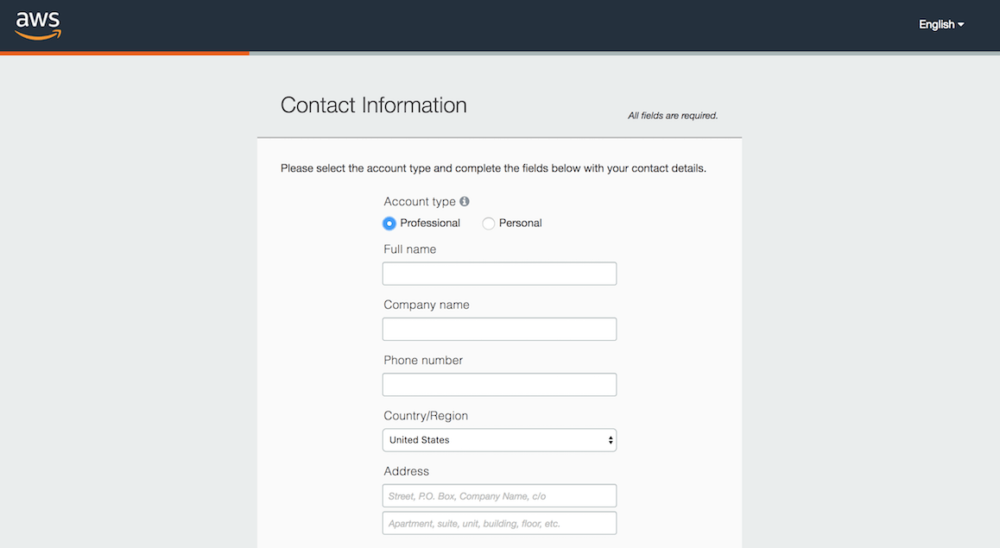 aws
English
Contact Information
All fields are required.
Please select the account type and complete the fields below with your contact details.
Account type
Professional Personal
Full name
Company name
Phone number
Country/Region
United States
Address
Street, P.O. Box, Company Name, c/o
Apartment, suite, unit, building, floor, etc.